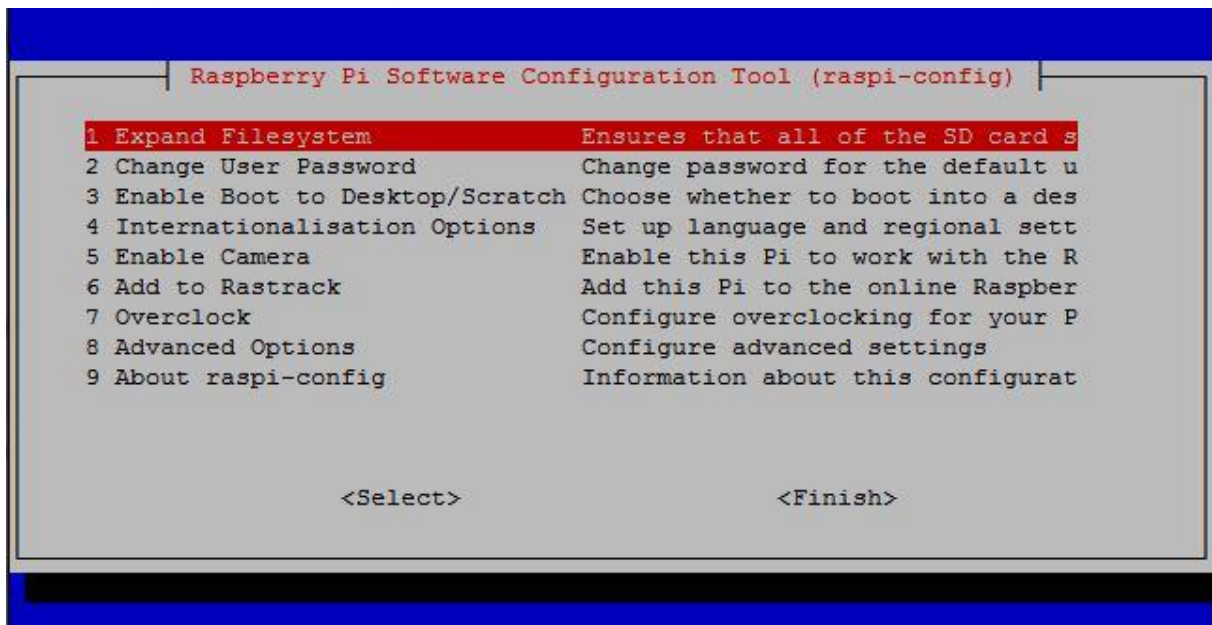 Raspberry Pi Software Configuration Tool (raspi-config)
1 Expand Filesystem Ensures that all of the SD card s
2 Change User Password Change password for the default u
3 Enable Boot to Desktop/Scratch Choose whether to boot into a des
4 Internationalisation Options Set up language and regional sett
5 Enable Camera Enable this Pi to work with the R
6 Add to Rastrack Add this Pi to the online Raspber
7 Overclock Configure overclocking for your P
8 Advanced Options Configure advanced settings
9 About raspi-config Information about this configurat
<Select> <Finish>